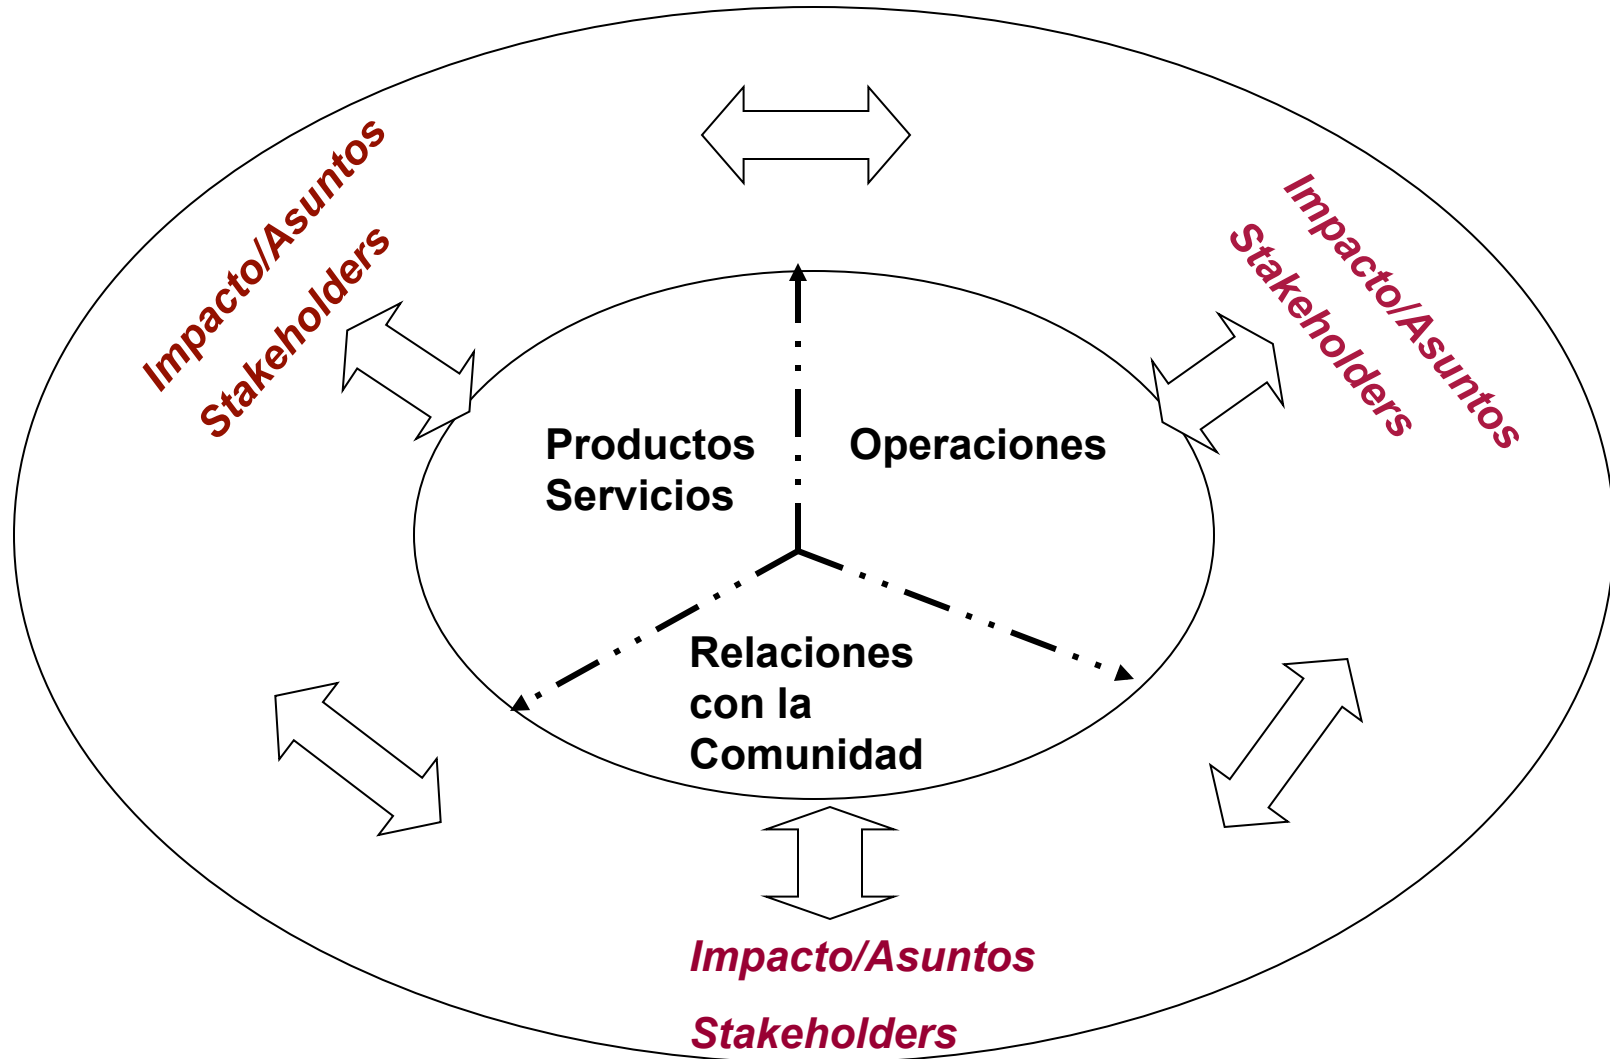 Impacto/Asuntos
Stakeholders
Impacto/Asuntos
Stakeholders
Productos
Servicios
Operaciones
Relaciones
con la
Comunidad
Impacto/Asuntos
Stakeholders